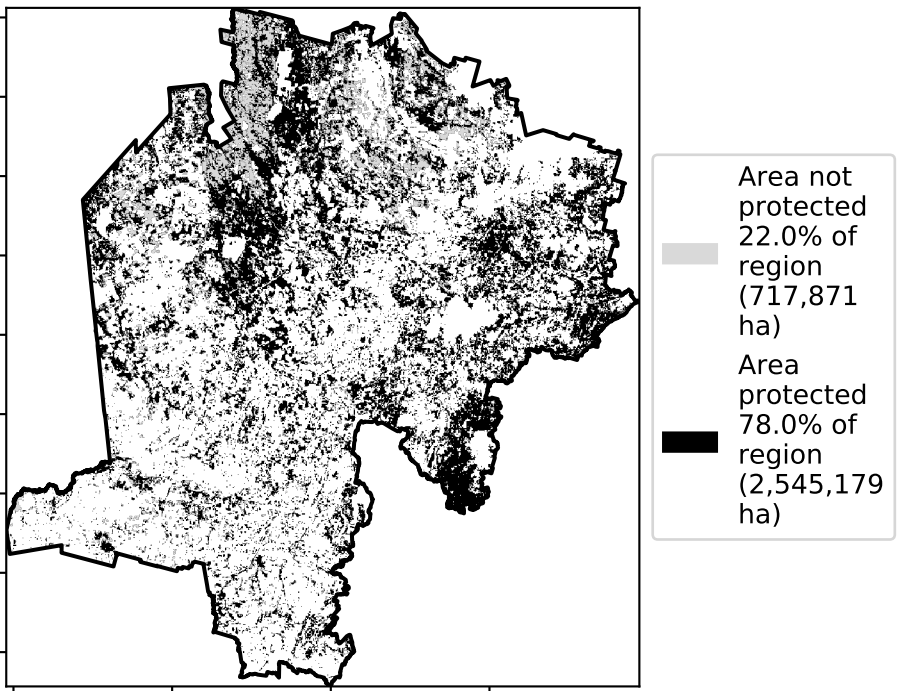 Area not
protected
22.0% of
region
(717,871
ha)
Area
protected
78.0% of
region
(2,545,179
ha)